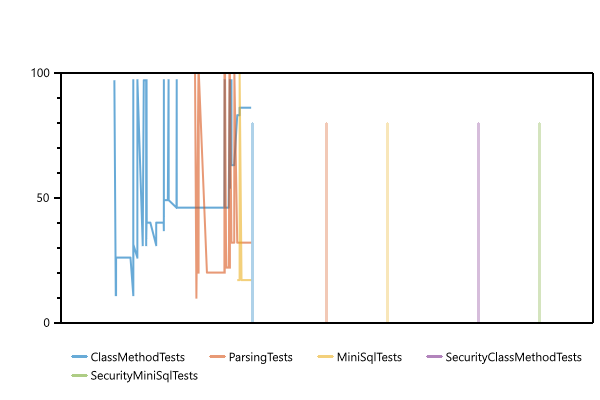 100
50
0
ClassMethodTests ParsingTests MiniSqlTests SecurityClassMethodTests
SecurityMiniSqlTests